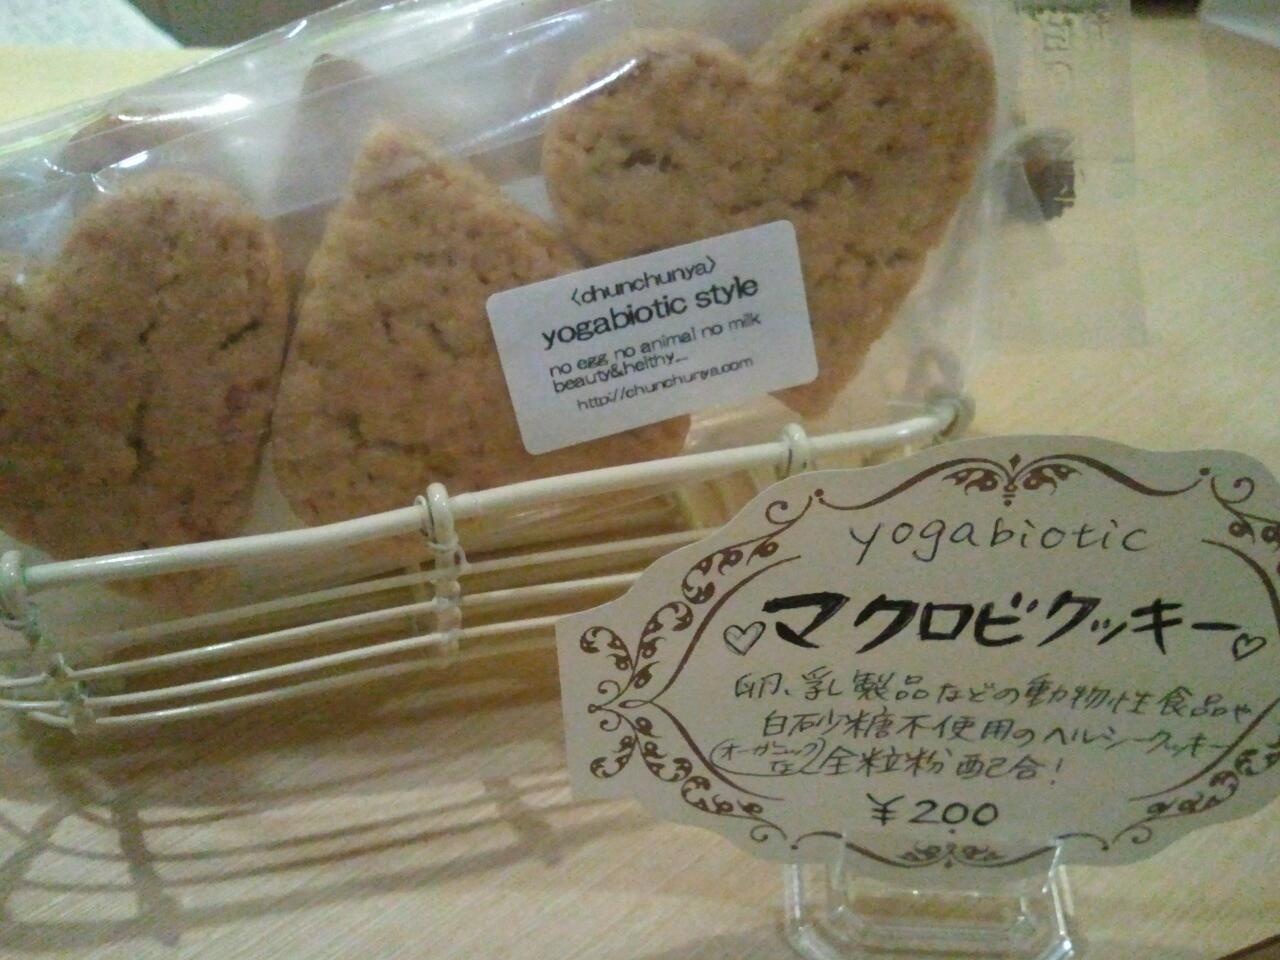 <chunchunya>
yogabiotic style
no egg no animal no milk
beauty&helthy__
http://chunchunya.com
yogabiotic
♡マクロビクッキー♡
卵、乳製品などの動物性食品や
白砂糖不使用のヘルシークッキー
(オーガニック)全粒粉配合!
¥200